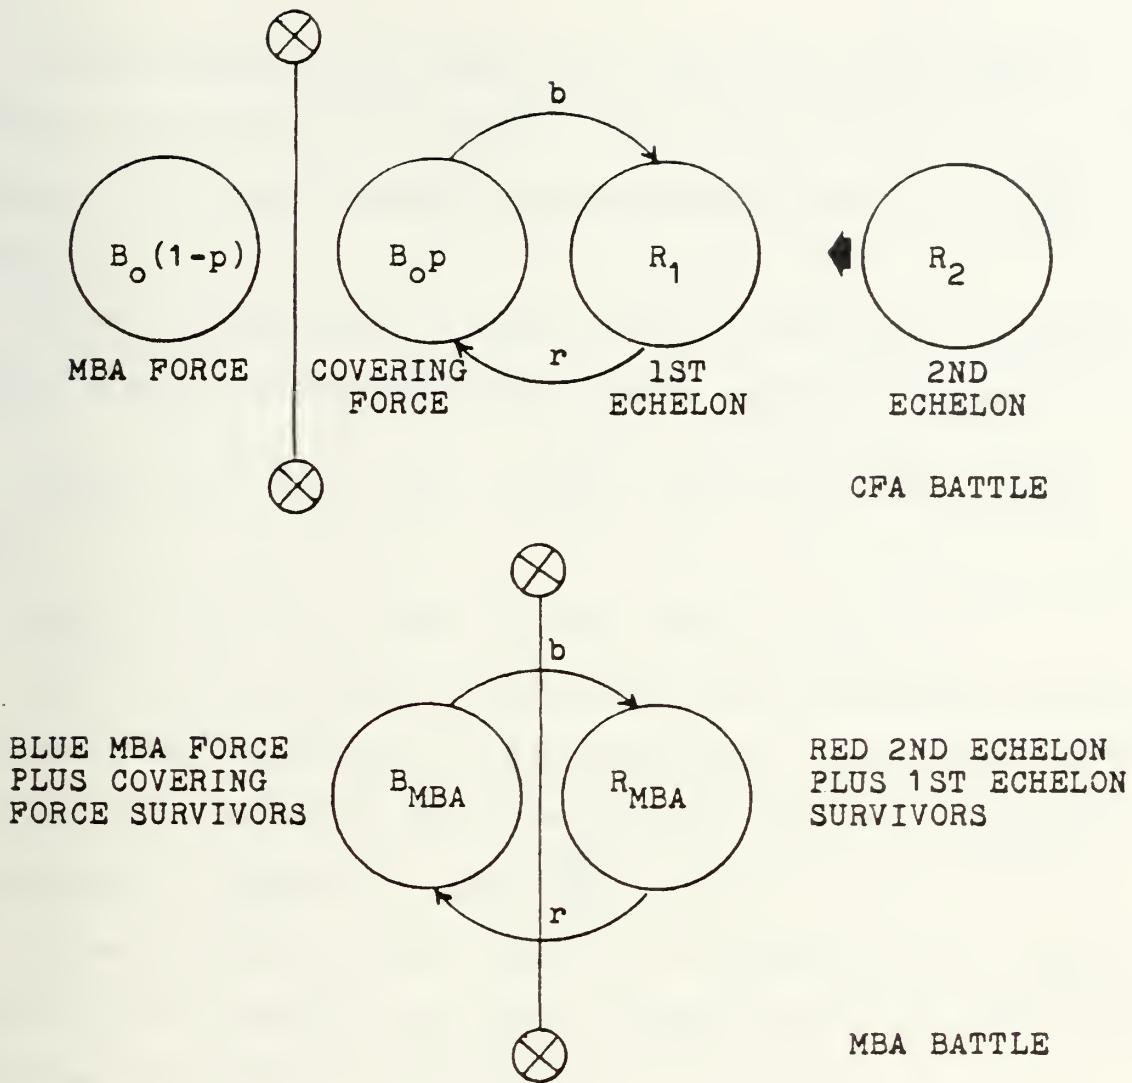 b
B₀(1-p)
B₀p
R₁
R₂
r
MBA FORCE
COVERING
FORCE
1ST
ECHELON
2ND
ECHELON
CFA BATTLE
b
BLUE MBA FORCE
PLUS COVERING
FORCE SURVIVORS
B_MBA
R_MBA
RED 2ND ECHELON
PLUS 1ST ECHELON
SURVIVORS
r
MBA BATTLE